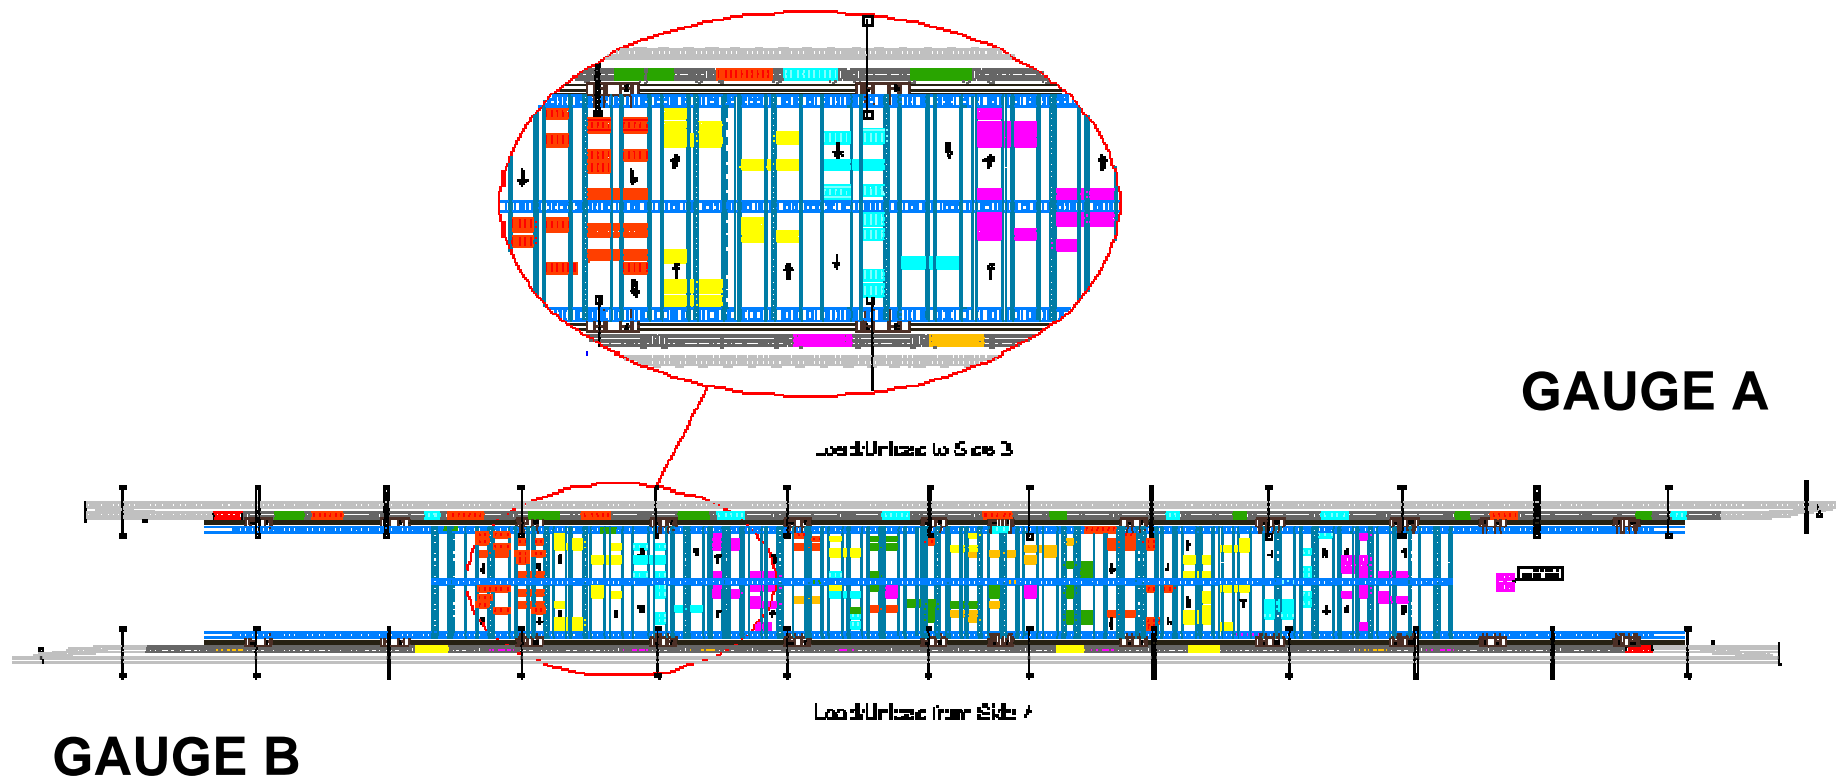 GAUGE A
Load/Unload to Side B
Load/Unload from Side A
GAUGE B